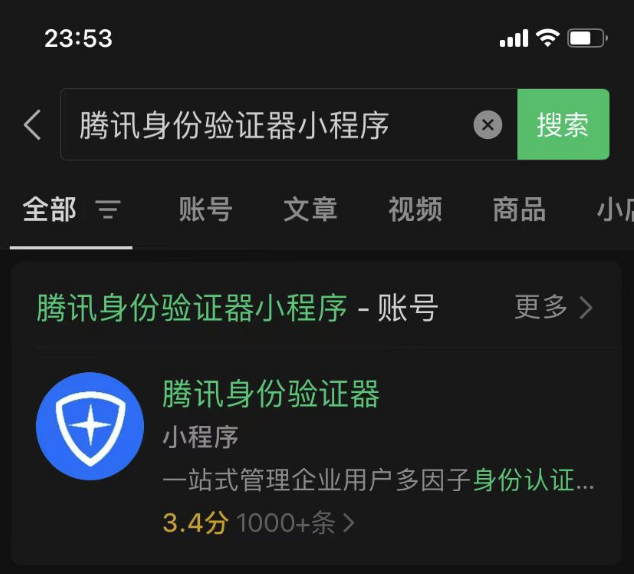 23:53
腾讯身份验证器小程序 搜索
全部 账号 文章 视频 商品 小
腾讯身份验证器小程序 - 账号 更多
腾讯身份验证器
小程序
一站式管理企业用户多因子身份认证...
3.4分 1000+条